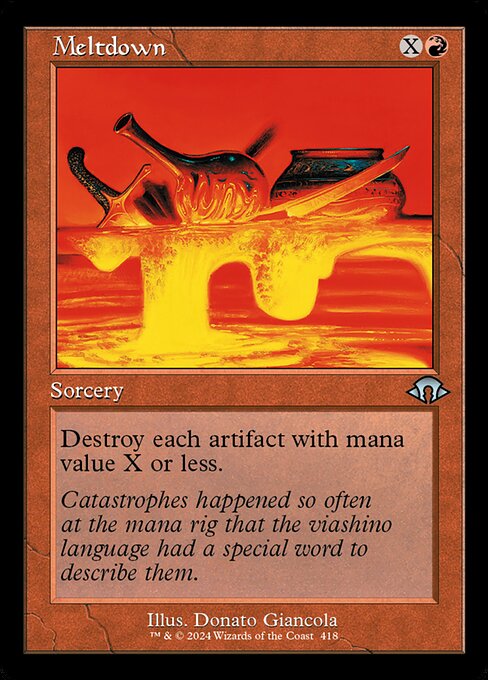 Meltdown X
Sorcery
Destroy each artifact with mana
value X or less.
Catastrophes happened so often
at the mana rig that the viashino
language had a special word to
describe them.
Illus. Donato Giancola
™ & © 2024 Wizards of the Coast 418